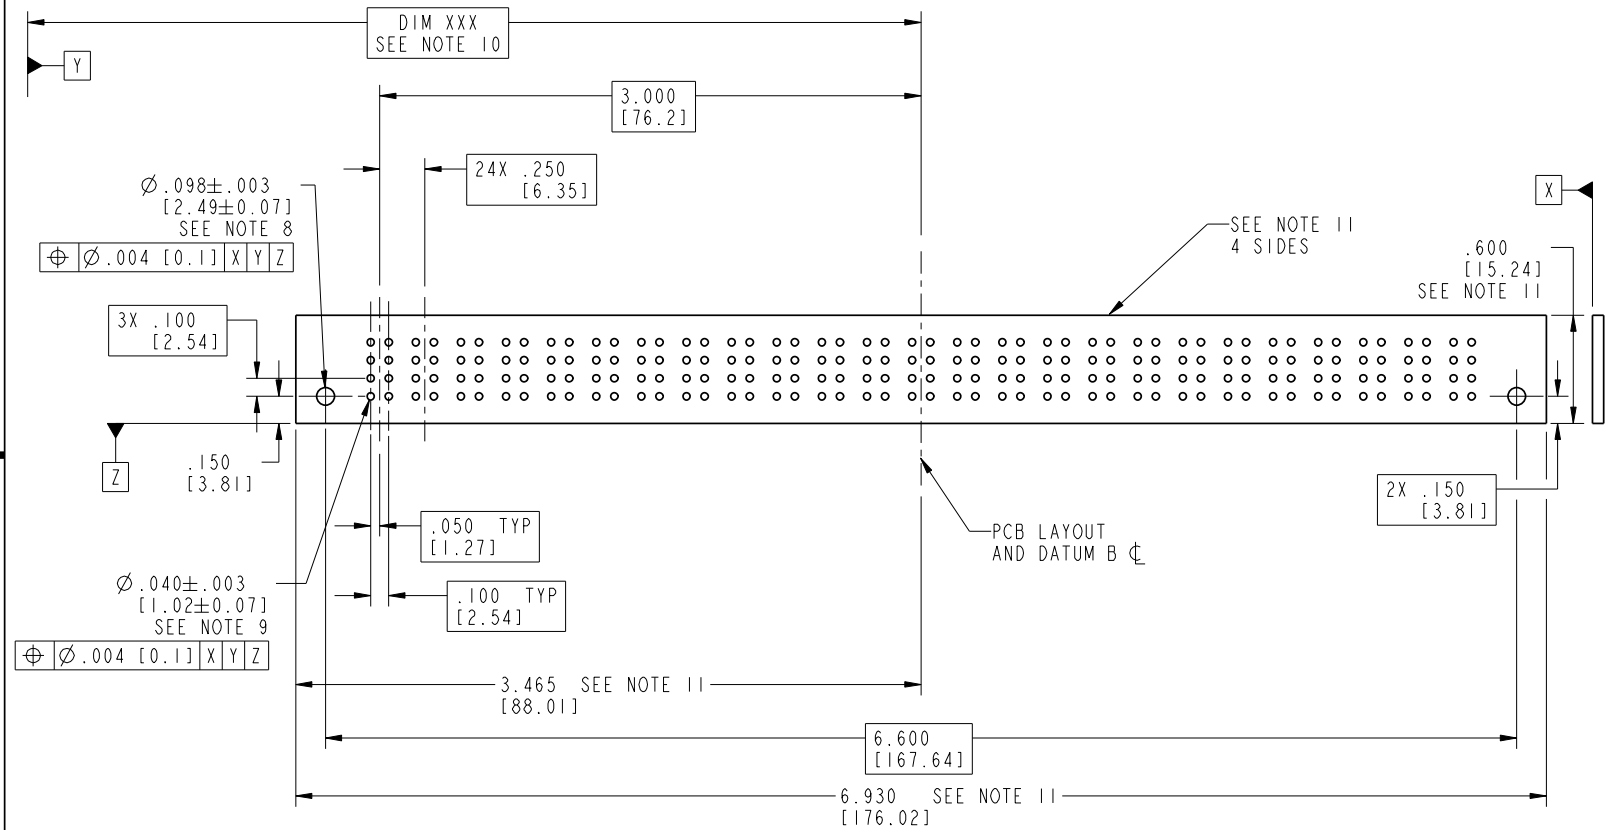 DIM XXX
SEE NOTE 10
Y
3.000
[76.2]
24X .250
[6.35]
X
Ø.098±.003
[2.49±0.07]
SEE NOTE 8
⌖ Ø.004 [0.1] X Y Z
SEE NOTE 11
4 SIDES
.600
[15.24]
SEE NOTE 11
3X .100
[2.54]
Z
.150
[3.81]
2X .150
[3.81]
.050 TYP
[1.27]
PCB LAYOUT
AND DATUM B ℄
Ø.040±.003
[1.02±0.07]
SEE NOTE 9
⌖ Ø.004 [0.1] X Y Z
.100 TYP
[2.54]
3.465 SEE NOTE 11
[88.01]
6.600
[167.64]
6.930 SEE NOTE 11
[176.02]